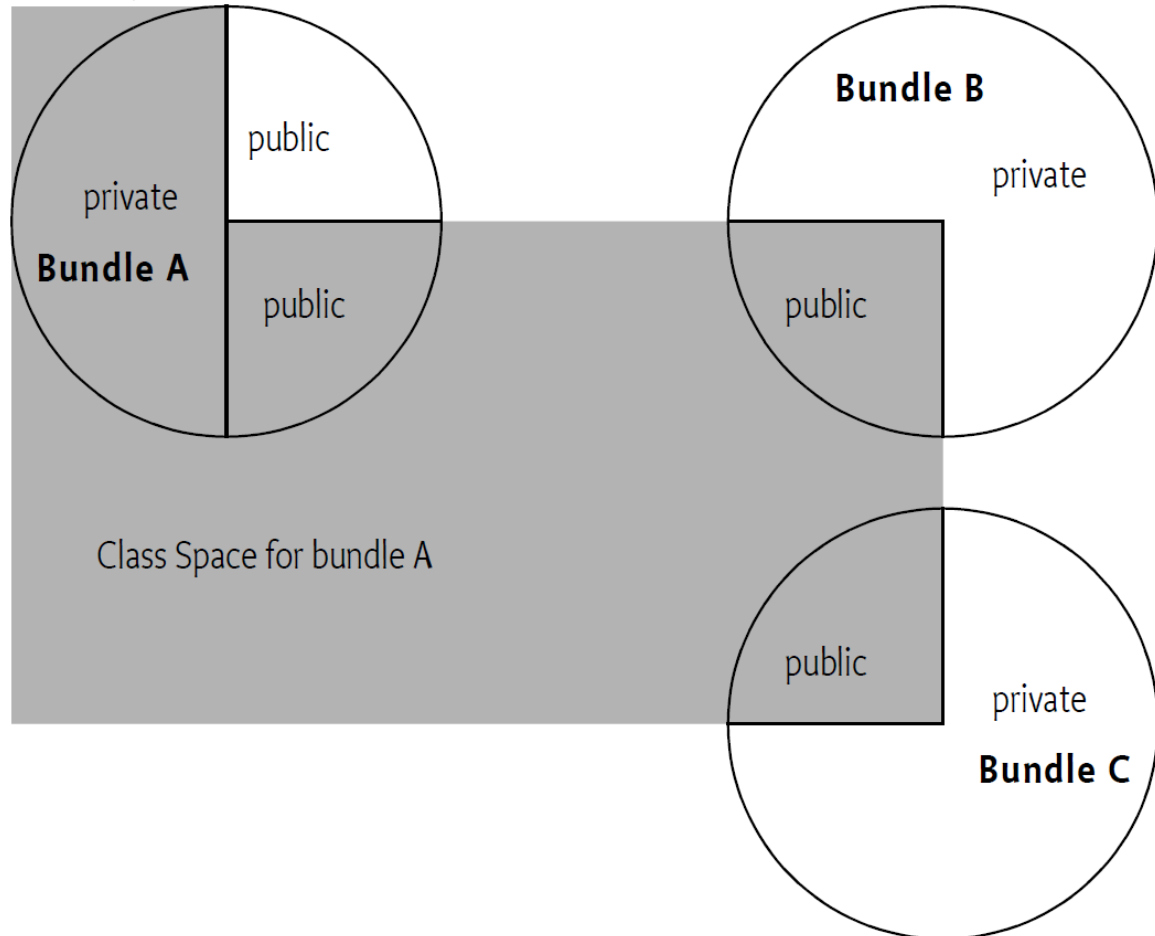 Bundle B
public
private
private
Bundle A
public
public
Class Space for bundle A
public
private
Bundle C